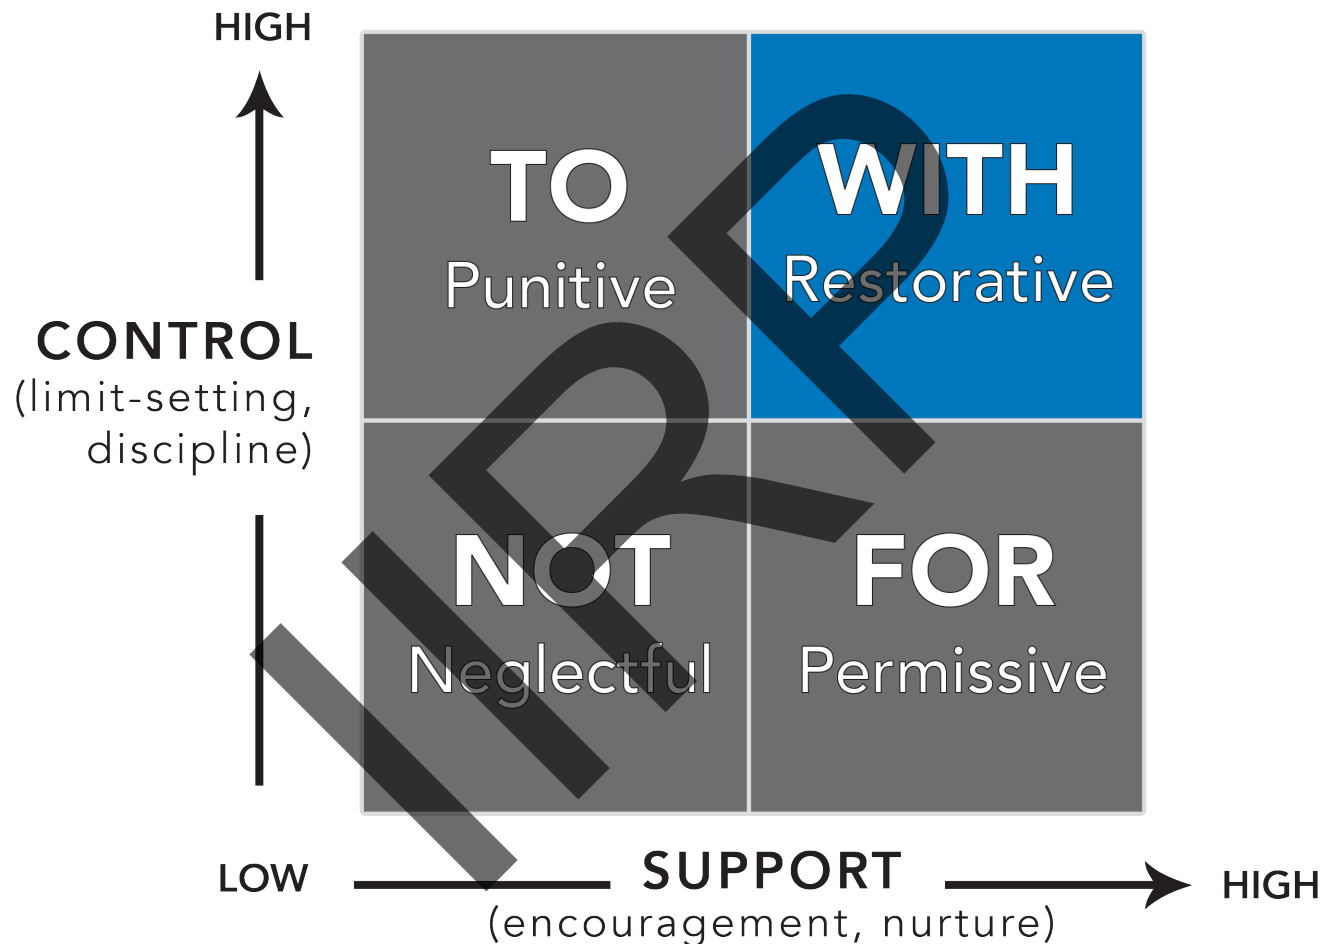 HIGH
TO
Punitive
WITH
Restorative
CONTROL
(limit-setting,
discipline)
NOT
Neglectful
FOR
Permissive
LOW
SUPPORT
(encouragement, nurture)
HIGH
IIRP